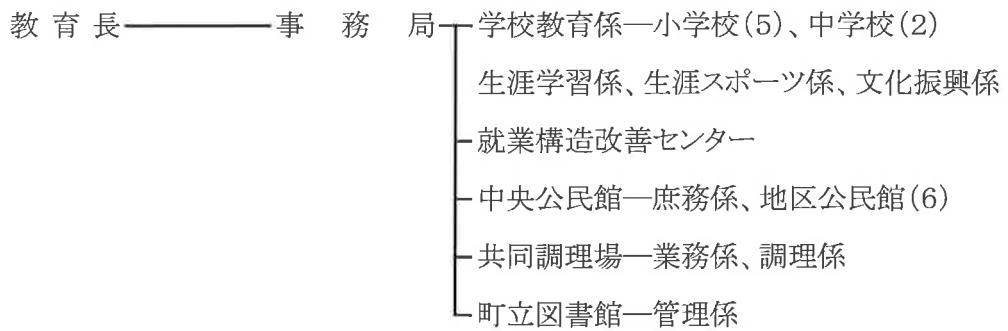 教育長 事務局 学校教育係―小学校(5)、中学校(2)
生涯学習係、生涯スポーツ係、文化振興係
就業構造改善センター
中央公民館―庶務係、地区公民館(6)
共同調理場―業務係、調理係
町立図書館―管理係